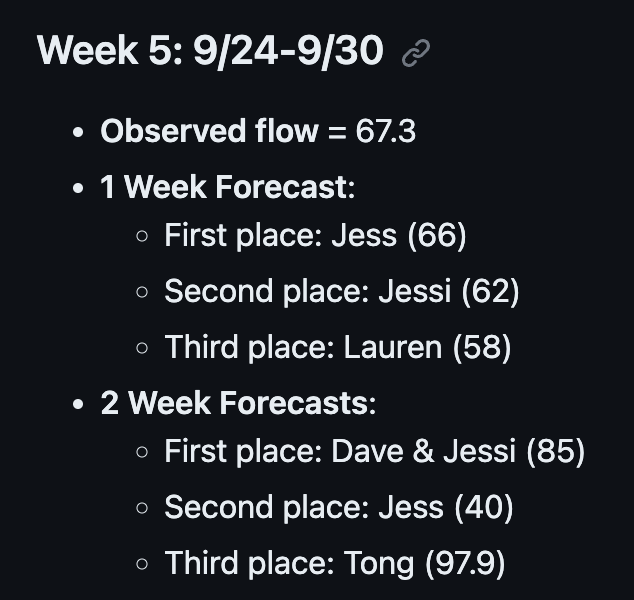 Week 5: 9/24-9/30
• Observed flow = 67.3
• 1 Week Forecast:
○ First place: Jess (66)
○ Second place: Jessi (62)
○ Third place: Lauren (58)
• 2 Week Forecasts:
○ First place: Dave & Jessi (85)
○ Second place: Jess (40)
○ Third place: Tong (97.9)